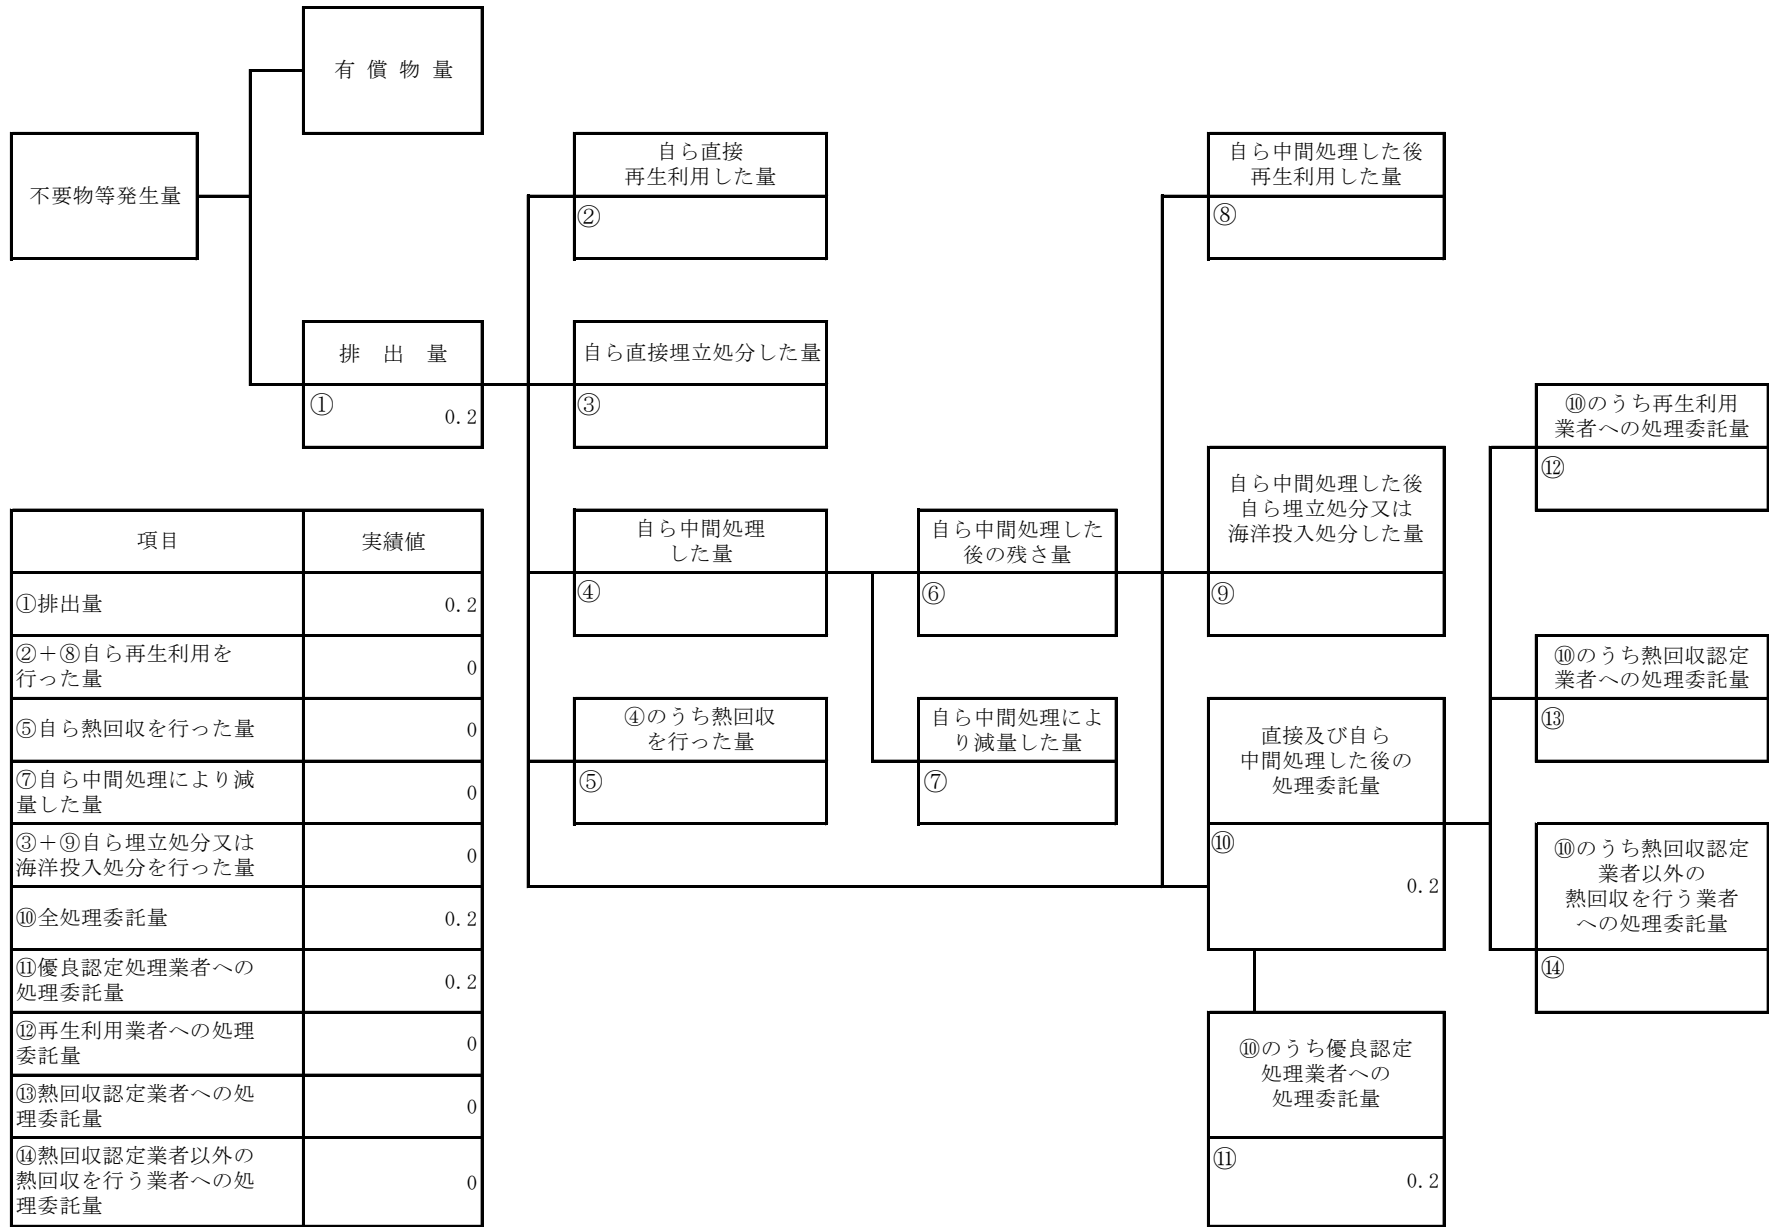 有 償 物 量
不要物等発生量
排 出 量
① 0.2
自ら直接
再生利用した量
②
自ら直接埋立処分した量
③
自ら中間処理
した量
④
④のうち熱回収
を行った量
⑤
自ら中間処理した
後の残さ量
⑥
自ら中間処理によ
り減量した量
⑦
自ら中間処理した後
再生利用した量
⑧
自ら中間処理した後
自ら埋立処分又は
海洋投入処分した量
⑨
直接及び自ら
中間処理した後の
処理委託量
⑩
0.2
⑩のうち優良認定
処理業者への
処理委託量
⑪
0.2
⑩のうち再生利用
業者への処理委託量
⑫
⑩のうち熱回収認定
業者への処理委託量
⑬
⑩のうち熱回収認定
業者以外の
熱回収を行う業者
への処理委託量
⑭
項目 実績値
①排出量 0.2
②+⑧自ら再生利用を
行った量 0
⑤自ら熱回収を行った量 0
⑦自ら中間処理により減
量した量 0
③+⑨自ら埋立処分又は
海洋投入処分を行った量 0
⑩全処理委託量 0.2
⑪優良認定処理業者への
処理委託量 0.2
⑫再生利用業者への処理
委託量 0
⑬熱回収認定業者への処
理委託量 0
⑭熱回収認定業者以外の
熱回収を行う業者への処
理委託量 0